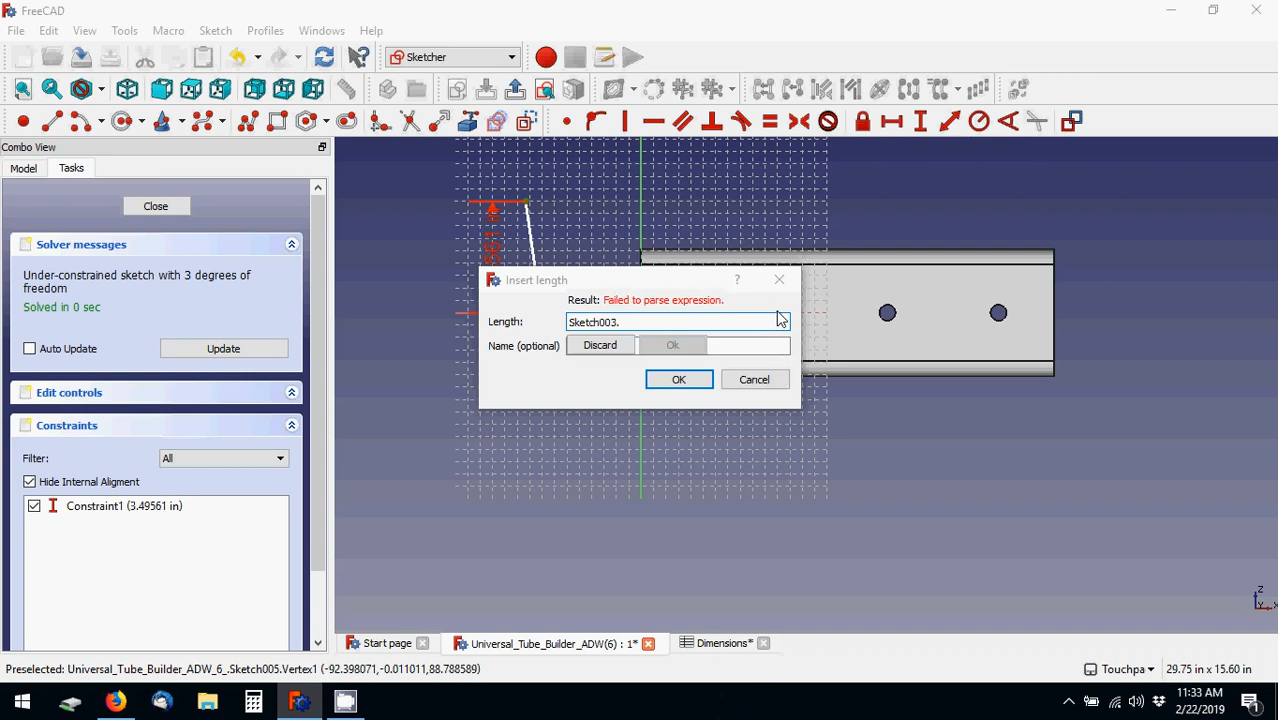 FreeCAD
File Edit View Tools Macro Sketch Profiles Windows Help
Sketcher
Combo View
Model Tasks
Close
Solver messages
Under-constrained sketch with 3 degrees of
freedom
Solved in 0 sec
Auto Update Update
Edit controls
Constraints
Filter: All
Hide Internal Aligment
Constraint1 (3.49561 in)
Insert length ?
Result: Failed to parse expression.
Length: Sketch003.
Name (optional) Discard Ok
OK Cancel
Z
Y X
Start page Universal_Tube_Builder_ADW(6) : 1* Dimensions*
Preselected: Universal_Tube_Builder_ADW_6_.Sketch005.Vertex1 (-92.398071,-0.011011,88.788589) Touchpa 29.75 in x 15.60 in
11:33 AM
2/22/2019
1